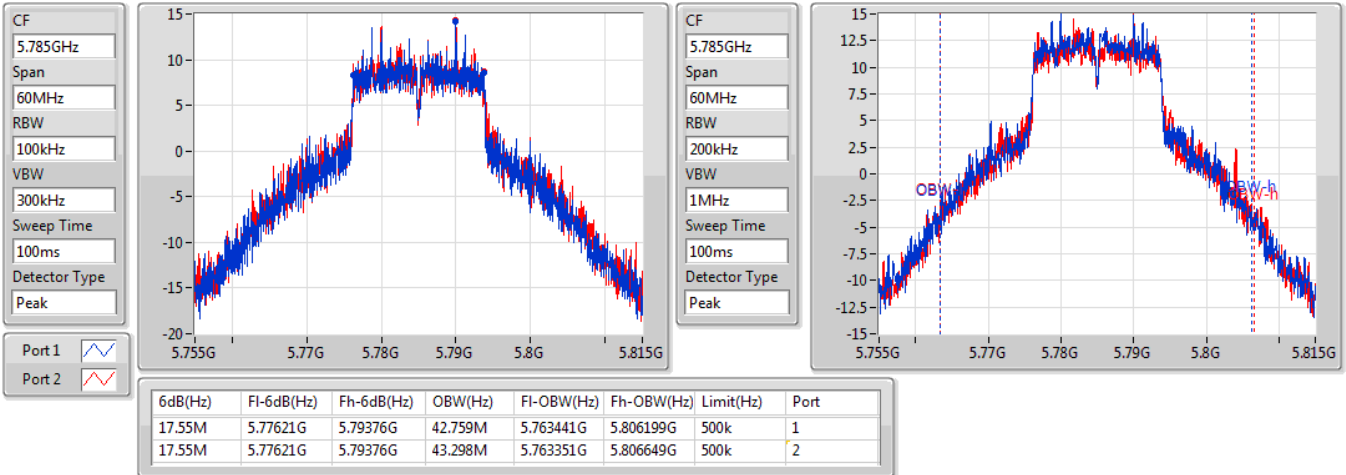 CF
5.785GHz
Span
60MHz
RBW
100kHz
VBW
300kHz
Sweep Time
100ms
Detector Type
Peak
Port 1
Port 2
15
10
5
0
-5
-10
-15
-20
5.755G 5.77G 5.78G 5.79G 5.8G 5.815G
CF
5.785GHz
Span
60MHz
RBW
200kHz
VBW
1MHz
Sweep Time
100ms
Detector Type
Peak
15
12.5
10
7.5
5
2.5
0
-2.5
-5
-7.5
-10
-12.5
-15
OBW
5.755G 5.77G 5.78G 5.79G 5.8G 5.815G
6dB(Hz) Fl-6dB(Hz) Fh-6dB(Hz) OBW(Hz) Fl-OBW(Hz) Fh-OBW(Hz) Limit(Hz) Port
17.55M 5.77621G 5.79376G 42.759M 5.763441G 5.806199G 500k 1
17.55M 5.77621G 5.79376G 43.298M 5.763351G 5.806649G 500k 2